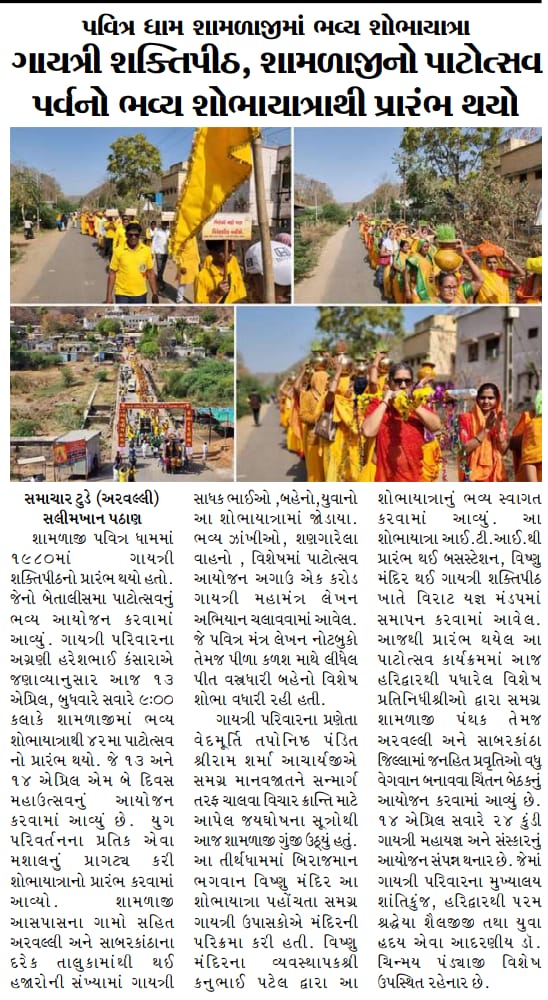 પવિત્ર ધામ શામળાજીમાં ભવ્ય શોભાયાત્રા
ગાયત્રી શક્તિપીઠ, શામળાજીનો પાટોત્સવ
પર્વનો ભવ્ય શોભાયાત્રાથી પ્રારંભ થયો
સમાચાર ટુડે (અરવલ્લી)
સલીમખાન પઠાણ
શામળાજી પવિત્ર ધામમાં
૧૯૮૦માં ગાયત્રી
શક્તિપીઠનો પ્રારંભ થયો હતો.
જેનો બેતાલીસમા પાટોત્સવનું
ભવ્ય આયોજન કરવામાં
આવ્યું. ગાયત્રી પરિવારના
અગ્રણી હરેશભાઈ કંસારાએ
જણાવ્યાનુસાર આજ ૧૩
એપ્રિલ, બુધવારે સવારે ૯:૦૦
કલાકે શામળાજીમાં ભવ્ય
શોભાયાત્રાથી ૪૨મા પાટોત્સવ
નો પ્રારંભ થયો. જે ૧૩ અને
૧૪ એપ્રિલ એમ બે દિવસ
મહાઉત્સવનું આયોજન
કરવામાં આવ્યું છે. યુગ
પરિવર્તનના પ્રતિક એવા
મશાલનું પ્રાગટ્ય કરી
શોભાયાત્રાનો પ્રારંભ કરવામાં
આવ્યો. શામળાજી
આસપાસના ગામો સહિત
અરવલ્લી અને સાબરકાંઠાના
દરેક તાલુકામાંથી થઈ
હજારોની સંખ્યામાં ગાયત્રી
સાધક ભાઈઓ ,બહેનો,યુવાનો
આ શોભાયાત્રામાં જોડાયા.
ભવ્ય ઝાંખીઓ, શણગારેલા
વાહનો , વિશેષમાં પાટોત્સવ
આયોજન અગાઉ એક કરોડ
ગાયત્રી મહામંત્ર લેખન
અભિયાન ચલાવવામાં આવેલ.
જે પવિત્ર મંત્ર લેખન નોટબુકો
તેમજ પીળા કળશ માથે લીધેલ
પીત વસ્ત્રધારી બહેનો વિશેષ
શોભા વધારી રહી હતી.
ગાયત્રી પરિવારના પ્રણેતા
વેદમૂર્તિ તપોનિષ્ઠ પંડિત
શ્રીરામ શર્મા આચાર્યજીએ
સમગ્ર માનવજાતને સન્માર્ગ
તરફ ચાલવા વિચાર ક્રાન્તિ માટે
આપેલ જયઘોષના સૂત્રોથી
આજ શામળાજી ગુંજી ઉઠ્યું હતું.
આ તીર્થધામમાં બિરાજમાન
ભગવાન વિષ્ણુ મંદિર આ
શોભાયાત્રા પહોંચતા સમગ્ર
ગાયત્રી ઉપાસકોએ મંદિરની
પરિક્રમા કરી હતી. વિષ્ણુ
મંદિરના વ્યવસ્થાપકશ્રી
કનુભાઈ પટેલ દ્વારા આ
શોભાયાત્રાનું ભવ્ય સ્વાગત
કરવામાં આવ્યું. આ
શોભાયાત્રા આઈ.ટી.આઈ.થી
પ્રારંભ થઈ બસસ્ટેશન, વિષ્ણુ
મંદિર થઈ ગાયત્રી શક્તિપીઠ
ખાતે વિરાટ યજ્ઞ મંડપમાં
સમાપન કરવામાં આવેલ.
આજથી પ્રારંભ થયેલ આ
પાટોત્સવ કાર્યક્રમમાં આજ
હરિદ્વારથી પધારેલ વિશેષ
પ્રતિનિધીશ્રીઓ દ્વારા સમગ્ર
શામળાજી પંથક તેમજ
અરવલ્લી અને સાબરકાંઠા
જિલ્લામાં જનહિત પ્રવૃતિઓ વધુ
વેગવાન બનાવવા ચિંતન બેઠકનું
આયોજન કરવામાં આવ્યું છે.
૧૪ એપ્રિલ સવારે ૨૪ કુંડી
ગાયત્રી મહાયજ્ઞ અને સંસ્કારનું
આયોજન સંપન્ન થનાર છે. જેમાં
ગાયત્રી પરિવારના મુખ્યાલય
શાંતિકુંજ, હરિદ્વારથી પરમ
શ્રદ્ધેયા શૈલજીજી તથા યુવા
હૃદય એવા આદરણીય ડૉ.
ચિન્મય પંડ્યાજી વિશેષ
ઉપસ્થિત રહેનાર છે.